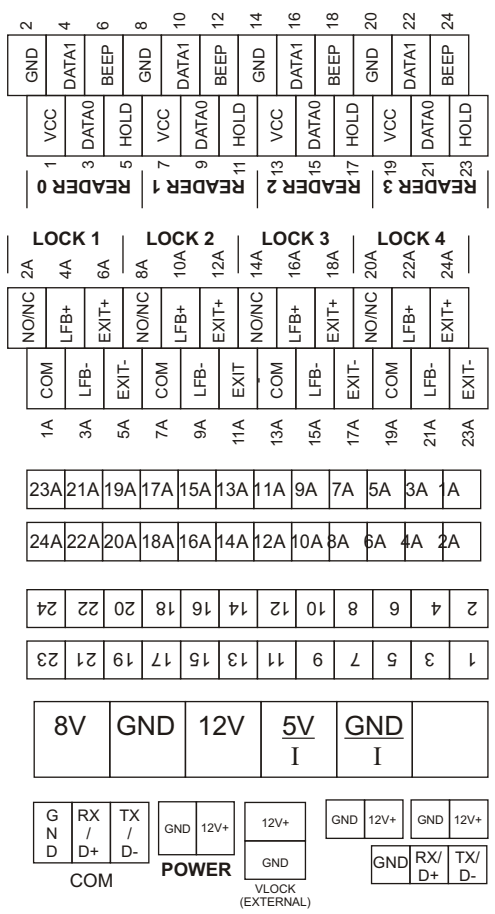 2 4 6 8 10 12 14 16 18 20 22 24
GND DATA1 BEEP GND DATA1 BEEP GND DATA1 BEEP GND DATA1 BEEP
VCC DATA0 HOLD VCC DATA0 HOLD VCC DATA0 HOLD VCC DATA0 HOLD
1 3 5 7 9 11 13 15 17 19 21 23
READER 0 READER 1 READER 2 READER 3
LOCK 1 LOCK 2 LOCK 3 LOCK 4
2A 4A 6A 8A 10A 12A 14A 16A 18A 20A 22A 24A
NO/NC LFB+ EXIT+ NO/NC LFB+ EXIT+ NO/NC LFB+ EXIT+ NO/NC LFB+ EXIT+
COM LFB- EXIT- COM LFB- EXIT - COM LFB- EXIT- COM LFB- EXIT-
1A 3A 5A 7A 9A 11A 13A 15A 17A 19A 21A 23A
23A 21A 19A 17A 15A 13A 11A 9A 7A 5A 3A 1A
24A 22A 20A 18A 16A 14A 12A 10A 8A 6A 4A 2A
24 22 20 18 16 14 12 10 8 6 4 2
23 21 19 17 15 13 11 9 7 5 3 1
8V GND 12V 5V GND
I I
GND RX/D+ TX/D- GND 12V+ 12V+ GND 12V+ GND 12V+
COM POWER GND GND RX/D+ TX/D-
VLOCK
(EXTERNAL)